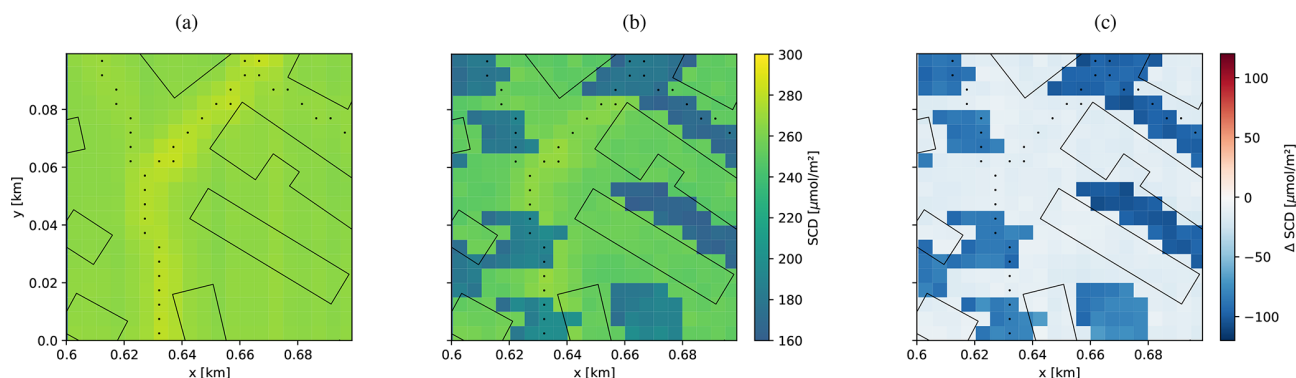 (a)
(b)
(c)
0.08
0.06
0.04
0.02
0.0
y [km]
0.6 0.62 0.64 0.66 0.68
x [km]
0.6 0.62 0.64 0.66 0.68
x [km]
300
280
260
240
220
200
180
160
SCD [μmol/m²]
0.6 0.62 0.64 0.66 0.68
x [km]
100
50
0
−50
−100
Δ SCD [μmol/m²]